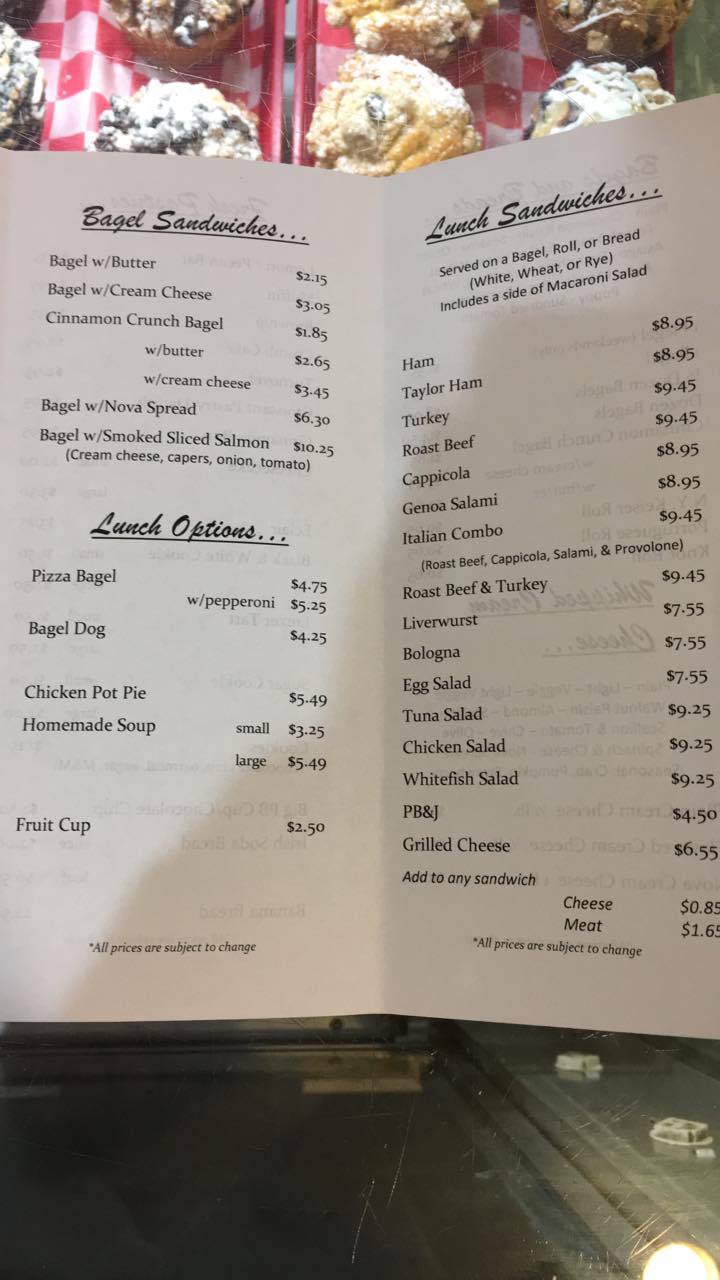 Bagel Sandwiches...
Bagel w/Butter $2.15
Bagel w/Cream Cheese $3.05
Cinnamon Crunch Bagel $1.85
w/butter $2.65
w/cream cheese $3.45
Bagel w/Nova Spread $6.30
Bagel w/Smoked Sliced Salmon $10.25
(Cream cheese, capers, onion, tomato)
Lunch Options...
Pizza Bagel $4.75
w/pepperoni $5.25
Bagel Dog $4.25
Chicken Pot Pie $5.49
Homemade Soup small $3.25
large $5.49
Fruit Cup $2.50
*All prices are subject to change
Lunch Sandwiches...
Served on a Bagel, Roll, or Bread
(White, Wheat, or Rye)
Includes a side of Macaroni Salad
Ham $8.95
Taylor Ham $8.95
Turkey $9.45
Roast Beef $9.45
Cappicola $8.95
Genoa Salami $8.95
Italian Combo $9.45
(Roast Beef, Cappicola, Salami, & Provolone)
Roast Beef & Turkey $9.45
Liverwurst $7.55
Bologna $7.55
Egg Salad $7.55
Tuna Salad $9.25
Chicken Salad $9.25
Whitefish Salad $9.25
PB&J $4.50
Grilled Cheese $6.55
Add to any sandwich
Cheese $0.85
Meat $1.65
*All prices are subject to change